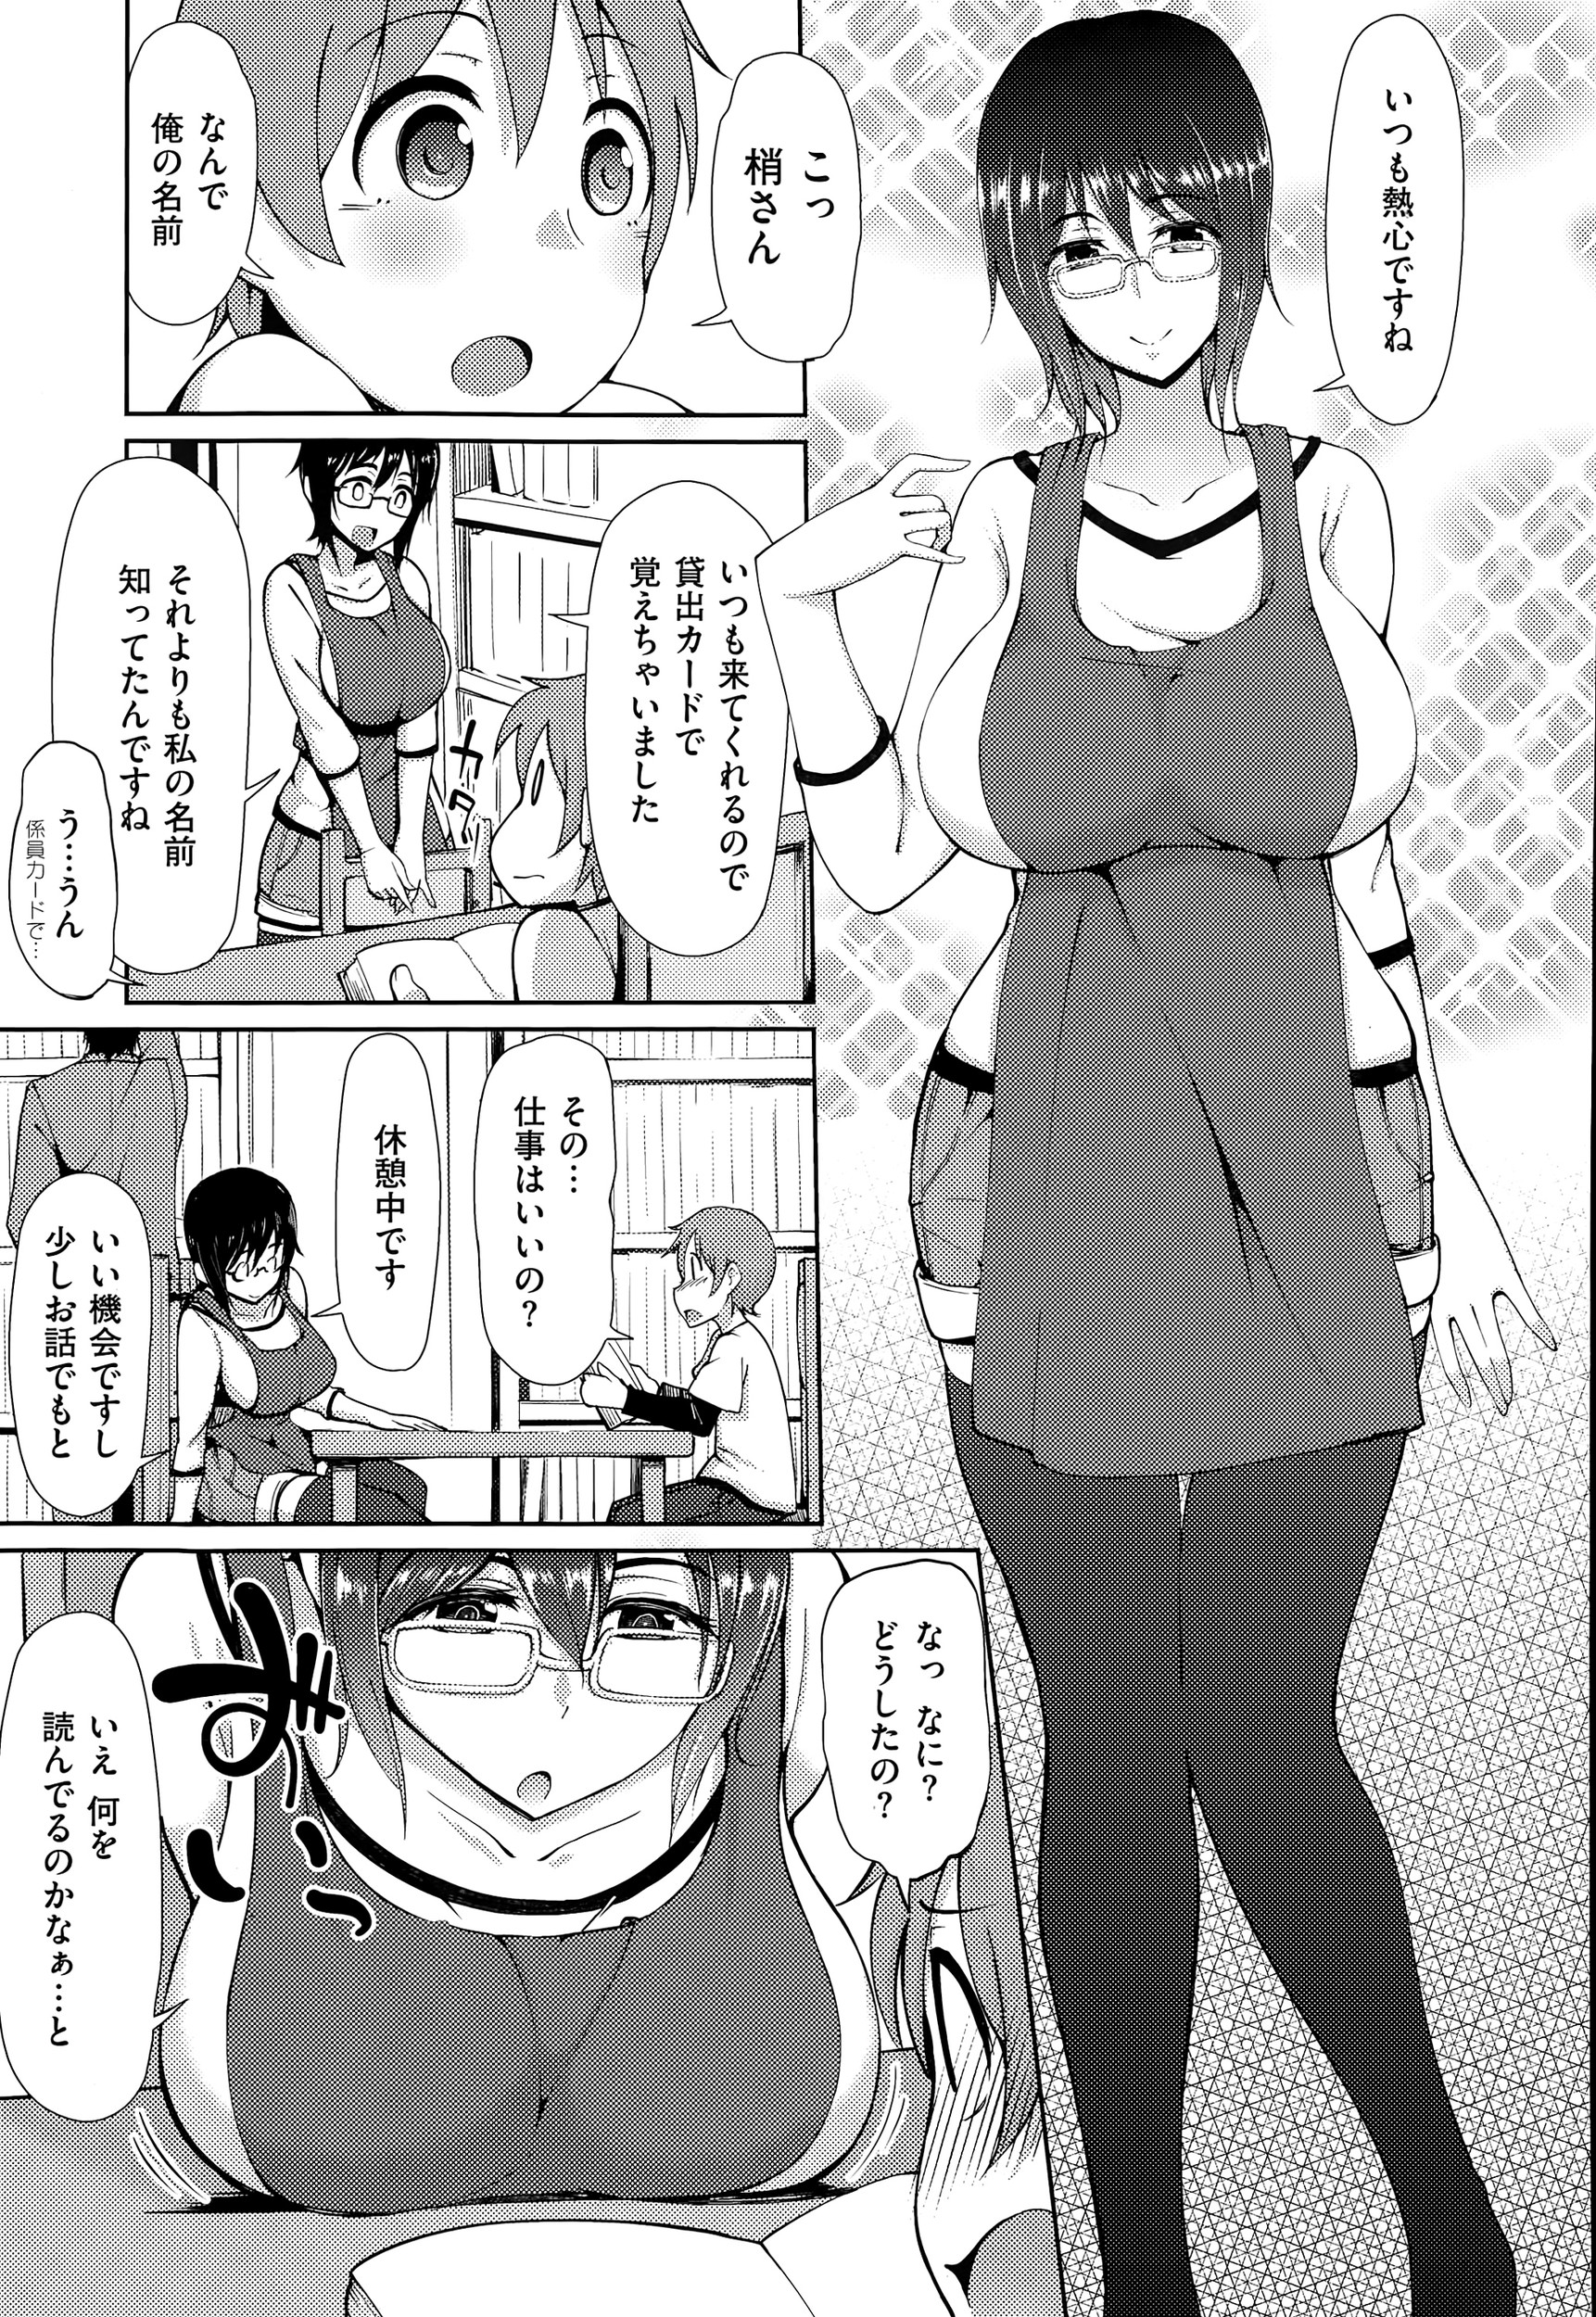 いつも熱心ですね
こっ
梢さん
なんで
俺の名前
いつも来てくれるので
貸出カードで
覚えちゃいました
カタッ
それよりも私の名前
知ってたんですね
う…うん
係員カードで…
その…
仕事はいいの？
休憩中です
いい機会ですし
少しお話でもと
なっ なに？
どうしたの？
いえ 何を
読んでるのかなぁ…と